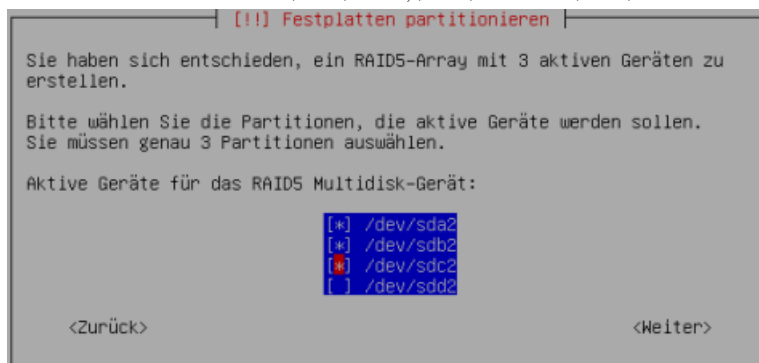 [!!] Festplatten partitionieren
Sie haben sich entschieden, ein RAID5-Array mit 3 aktiven Geräten zu
erstellen.
Bitte wählen Sie die Partitionen, die aktive Geräte werden sollen.
Sie müssen genau 3 Partitionen auswählen.
Aktive Geräte für das RAID5 Multidisk-Gerät:
[*] /dev/sda2
[*] /dev/sdb2
[*] /dev/sdc2
[ ] /dev/sdd2
<Zurück> <Weiter>